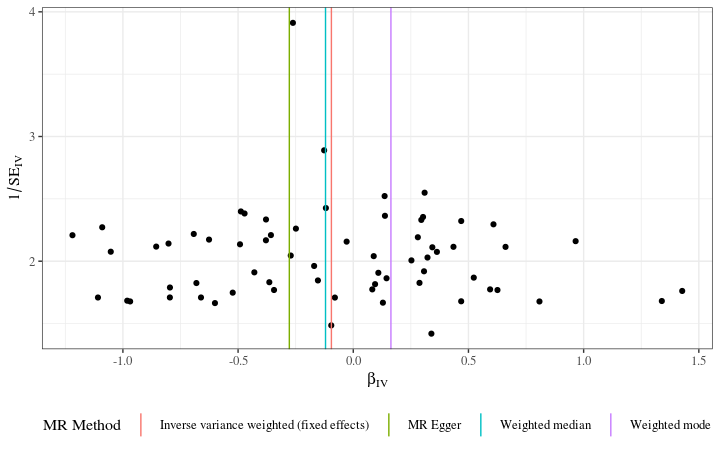 4
3
2
1/SE_IV
-1.0 -0.5 0.0 0.5 1.0 1.5
β_IV
MR Method Inverse variance weighted (fixed effects) MR Egger Weighted median Weighted mode